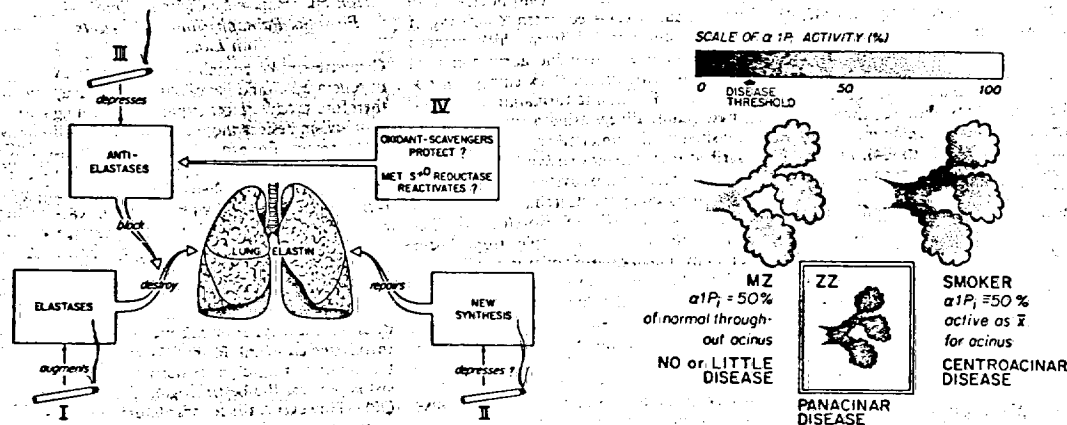 III
depresses
ANTI-
ELASTASES
block
IV
OXIDANT-SCAVENGERS
PROTECT ?
MET S+O REDUCTASE
REACTIVATES ?
LUNG ELASTIN
ELASTASES
destroy
repairs
NEW
SYNTHESIS
augments
I
depresses ?
II
SCALE OF α1Pi ACTIVITY (%)
0 50 100
DISEASE
THRESHOLD
MZ
α1Pi = 50%
of normal through-
out acinus
NO or LITTLE
DISEASE
ZZ
PANACINAR
DISEASE
SMOKER
α1Pi ≡50 %
active as x̄
for acinus
CENTROACINAR
DISEASE